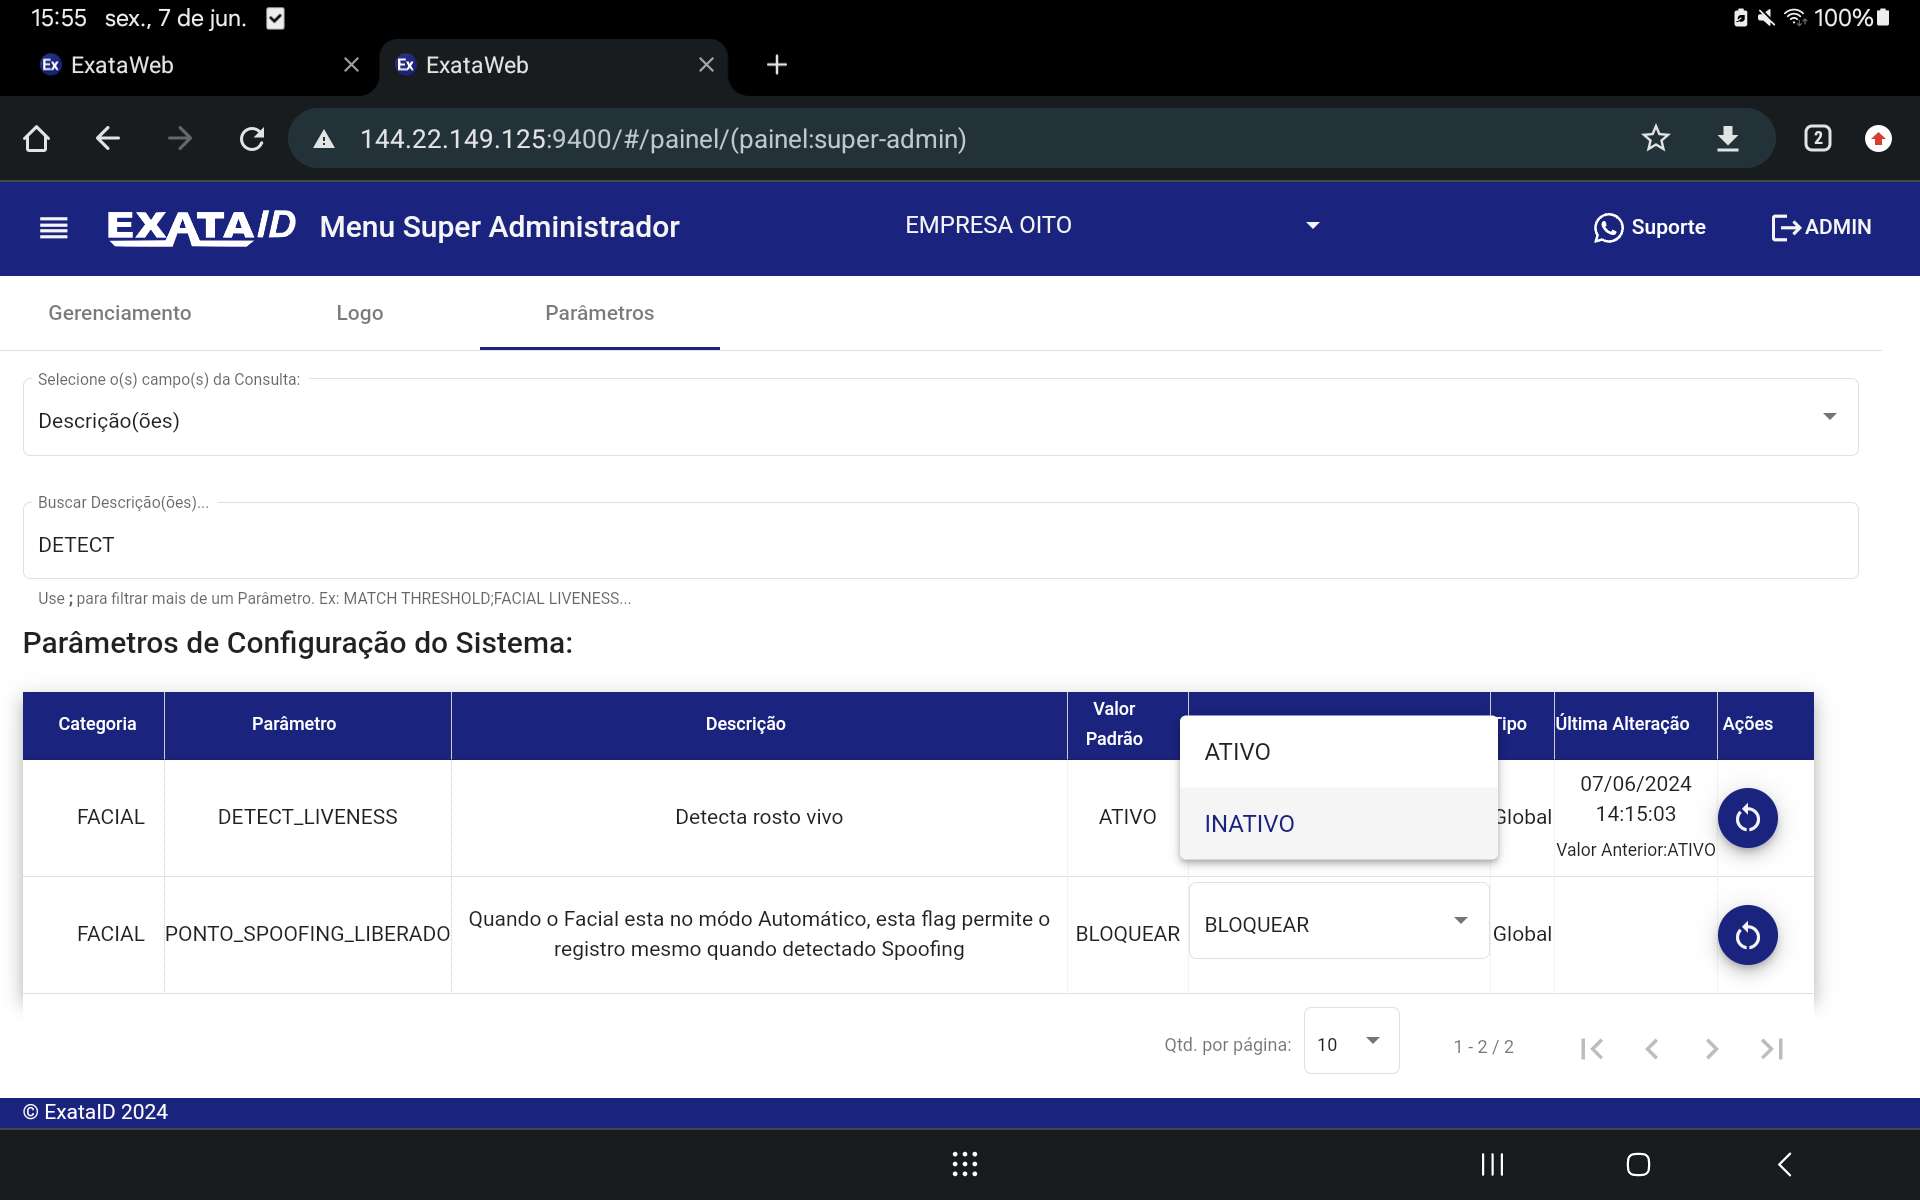 15:55 sex., 7 de jun. 100%
Ex ExataWeb Ex ExataWeb
144.22.149.125:9400/#/painel/(painel:super-admin) 2
EXATAID Menu Super Administrador EMPRESA OITO Suporte ADMIN
Gerenciamento Logo Parâmetros
Selecione o(s) campo(s) da Consulta:
Descrição(ões)
Buscar Descrição(ões)...
DETECT
Use ; para filtrar mais de um Parâmetro. Ex: MATCH THRESHOLD;FACIAL LIVENESS...
Parâmetros de Configuração do Sistema:
Categoria Parâmetro Descrição Valor Padrão Tipo Última Alteração Ações
ATIVO
INATIVO
FACIAL DETECT_LIVENESS Detecta rosto vivo ATIVO Global 07/06/2024
14:15:03
Valor Anterior:ATIVO
FACIAL PONTO_SPOOFING_LIBERADO Quando o Facial esta no módo Automático, esta flag permite o
registro mesmo quando detectado Spoofing BLOQUEAR BLOQUEAR Global
Qtd. por página: 10 1 - 2 / 2
© ExataID 2024